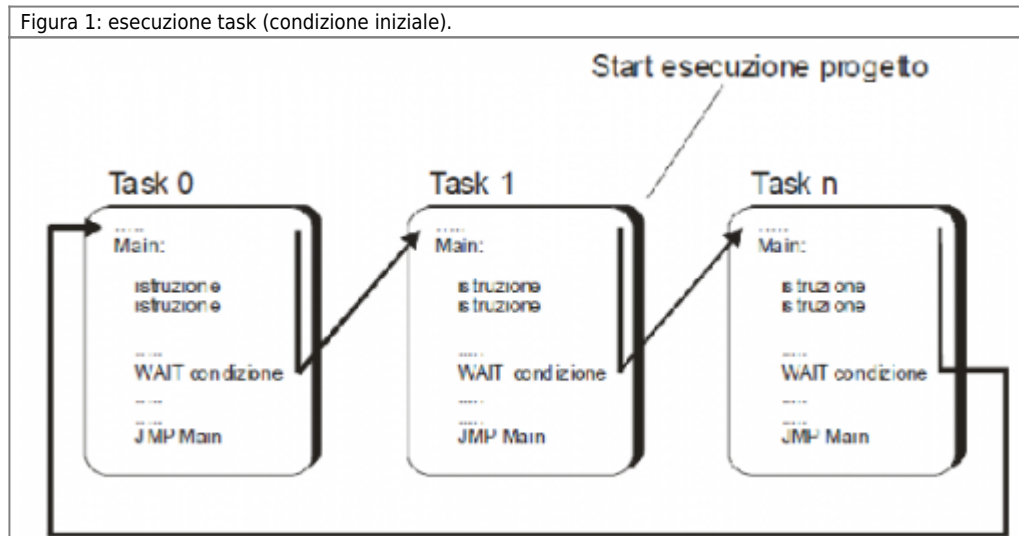 Figura 1: esecuzione task (condizione iniziale).
Start esecuzione progetto
Task 0
Task 1
Task n
.....
Main:
istruzione
istruzione
.....
WAIT condizione
.....
.....
JMP Main
.....
Main:
istruzione
istruzione
.....
WAIT condizione
.....
.....
JMP Main
.....
Main:
istruzione
istruzione
.....
WAIT condizione
.....
.....
JMP Main